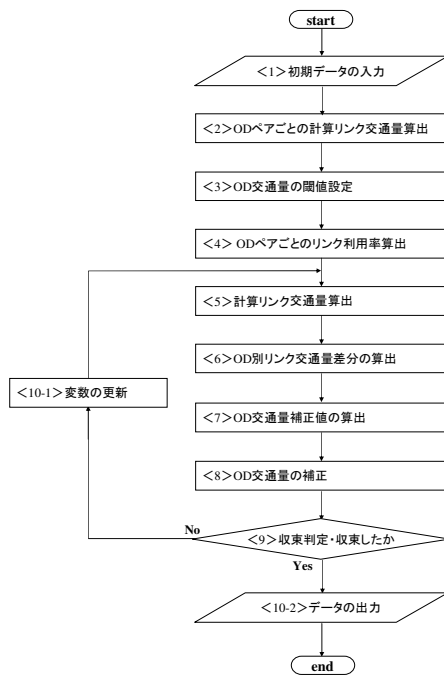 start
<1>初期データの入力
<2>ODペアごとの計算リンク交通量算出
<3>OD交通量の閾値設定
<4> ODペアごとのリンク利用率算出
<5>計算リンク交通量算出
<6>OD別リンク交通量差分の算出
<10-1>変数の更新
<7>OD交通量補正値の算出
<8>OD交通量の補正
No
<9>収束判定・収束したか
Yes
<10-2>データの出力
end